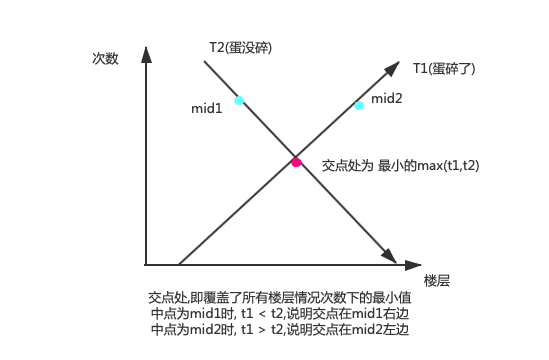 T2(蛋没碎)
次数
T1(蛋碎了)
mid1
mid2
交点处为 最小的max(t1,t2)
楼层
交点处,即覆盖了所有楼层情况次数下的最小值
中点为mid1时, t1 < t2,说明交点在mid1右边
中点为mid2时, t1 > t2,说明交点在mid2左边